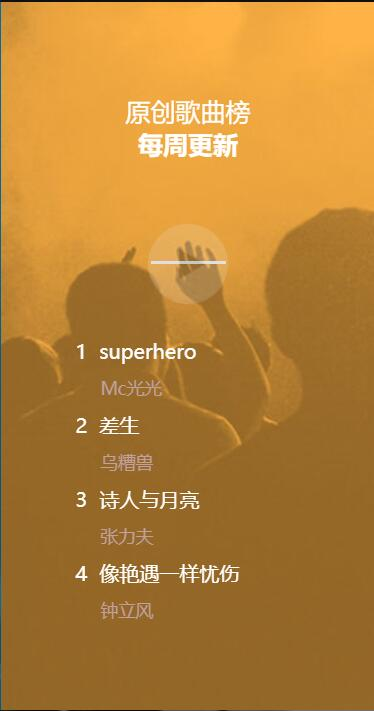 原创歌曲榜
每周更新
1 superhero
Mc光光
2 差生
乌糟兽
3 诗人与月亮
张力夫
4 像艳遇一样忧伤
钟立风